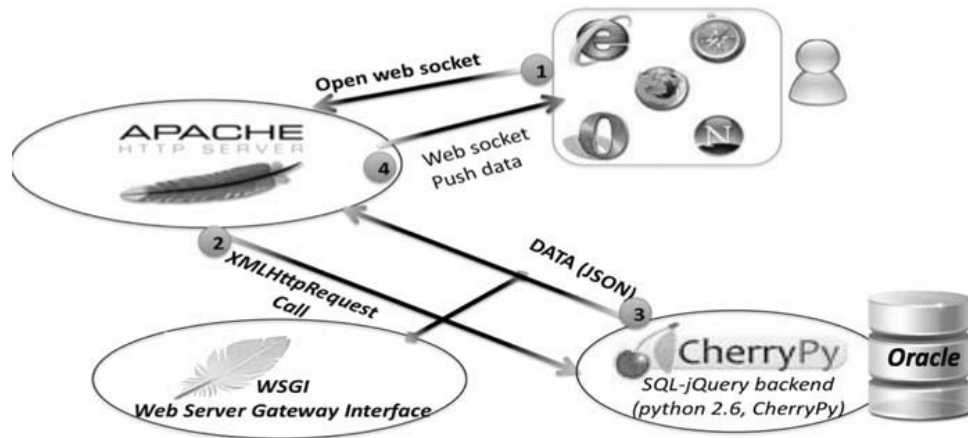 1
Open web socket
APACHE
HTTP SERVER
4
Web socket
Push data
N
2
XMLHttpRequest
Call
DATA (JSON)
3
WSGI
Web Server Gateway Interface
CherryPy
SQL-jQuery backend
(python 2.6, CherryPy)
Oracle